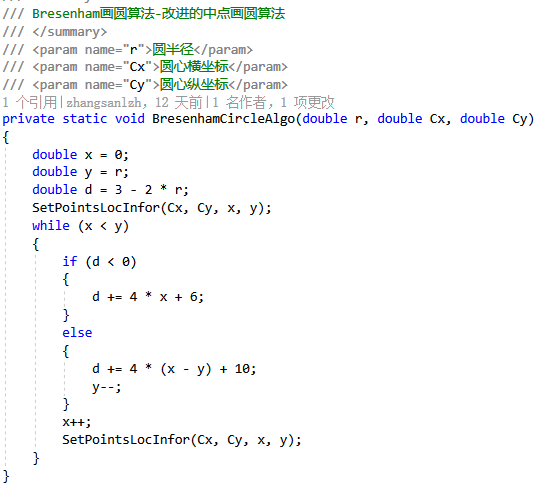 /// Bresenham画圆算法-改进的中点画圆算法
/// </summary>
/// <param name="r">圆半径</param>
/// <param name="Cx">圆心横坐标</param>
/// <param name="Cy">圆心纵坐标</param>
1 个引用|zhangsanlzh，12 天前|1 名作者，1 项更改
private static void BresenhamCircleAlgo(double r, double Cx, double Cy)
{
    double x = 0;
    double y = r;
    double d = 3 - 2 * r;
    SetPointsLocInfor(Cx, Cy, x, y);
    while (x < y)
    {
        if (d < 0)
        {
            d += 4 * x + 6;
        }
        else
        {
            d += 4 * (x - y) + 10;
            y--;
        }
        x++;
        SetPointsLocInfor(Cx, Cy, x, y);
    }
}